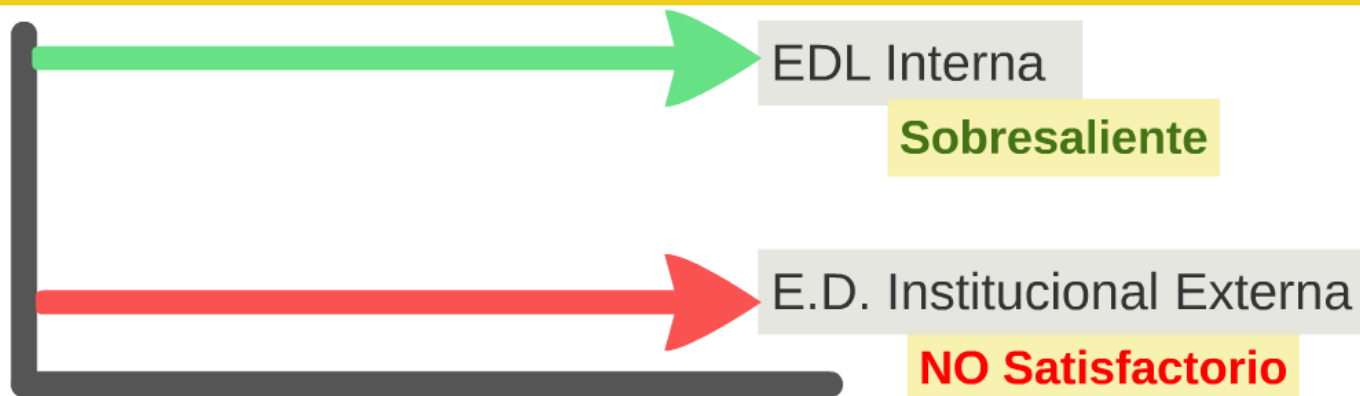 EDL Interna
Sobresaliente
E.D. Institucional Externa
NO Satisfactorio